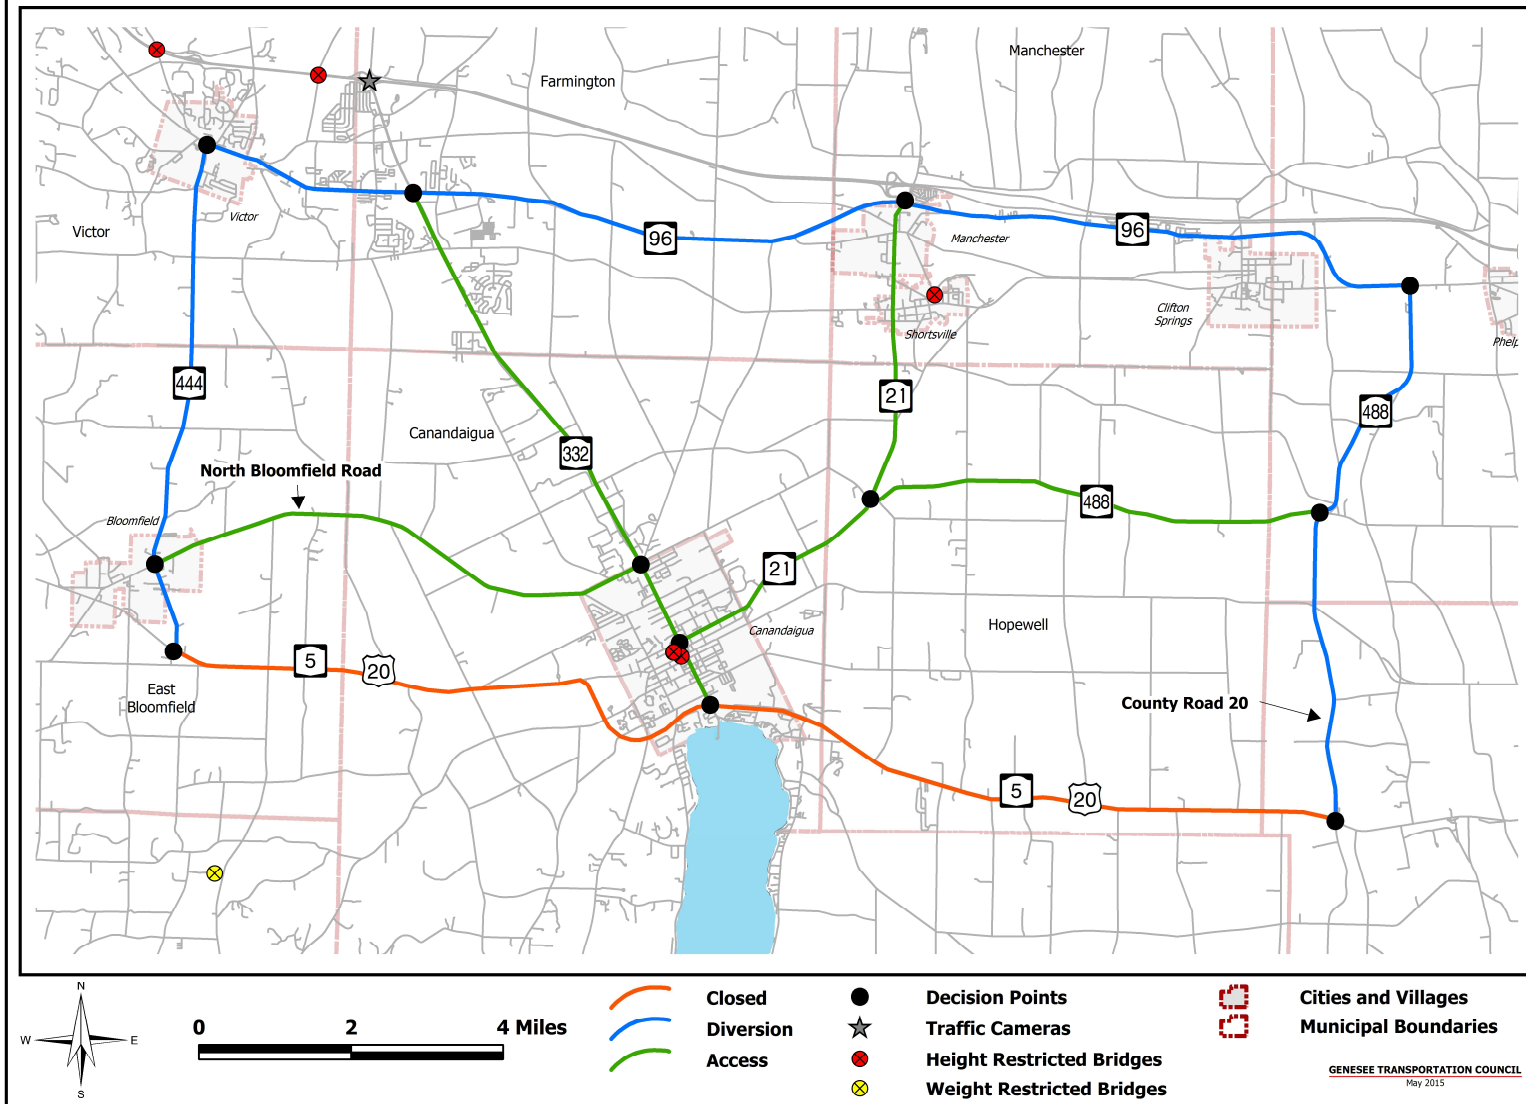 Manchester
Farmington
Victor
Victor
96
Manchester
96
Clifton
Springs
Shortsville
444
21
488
Canandaigua
332
North Bloomfield Road
488
Bloomfield
21
Canandaigua
Hopewell
5
20
East
Bloomfield
County Road 20
5
20
N
W
E
S
0
2
4 Miles
Closed
Diversion
Access
Decision Points
Traffic Cameras
Height Restricted Bridges
Weight Restricted Bridges
Cities and Villages
Municipal Boundaries
GENESEE TRANSPORTATION COUNCIL
May 2015